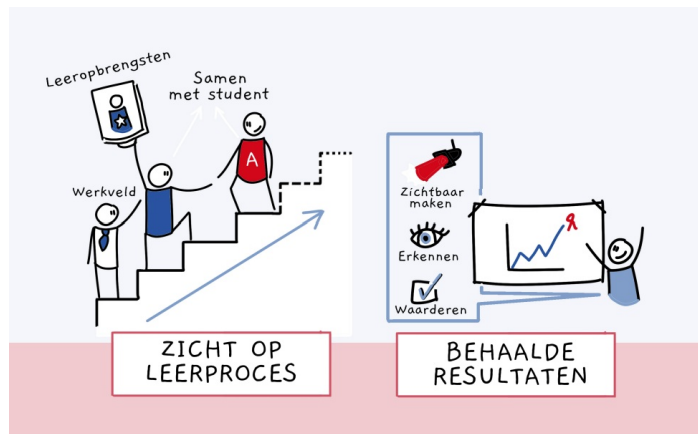 Leeropbrengsten
Samen
met student
Werkveld
A
Zichtbaar
maken
Erkennen
Waarderen
ZICHT OP
LEERPROCES
BEHAALDE
RESULTATEN